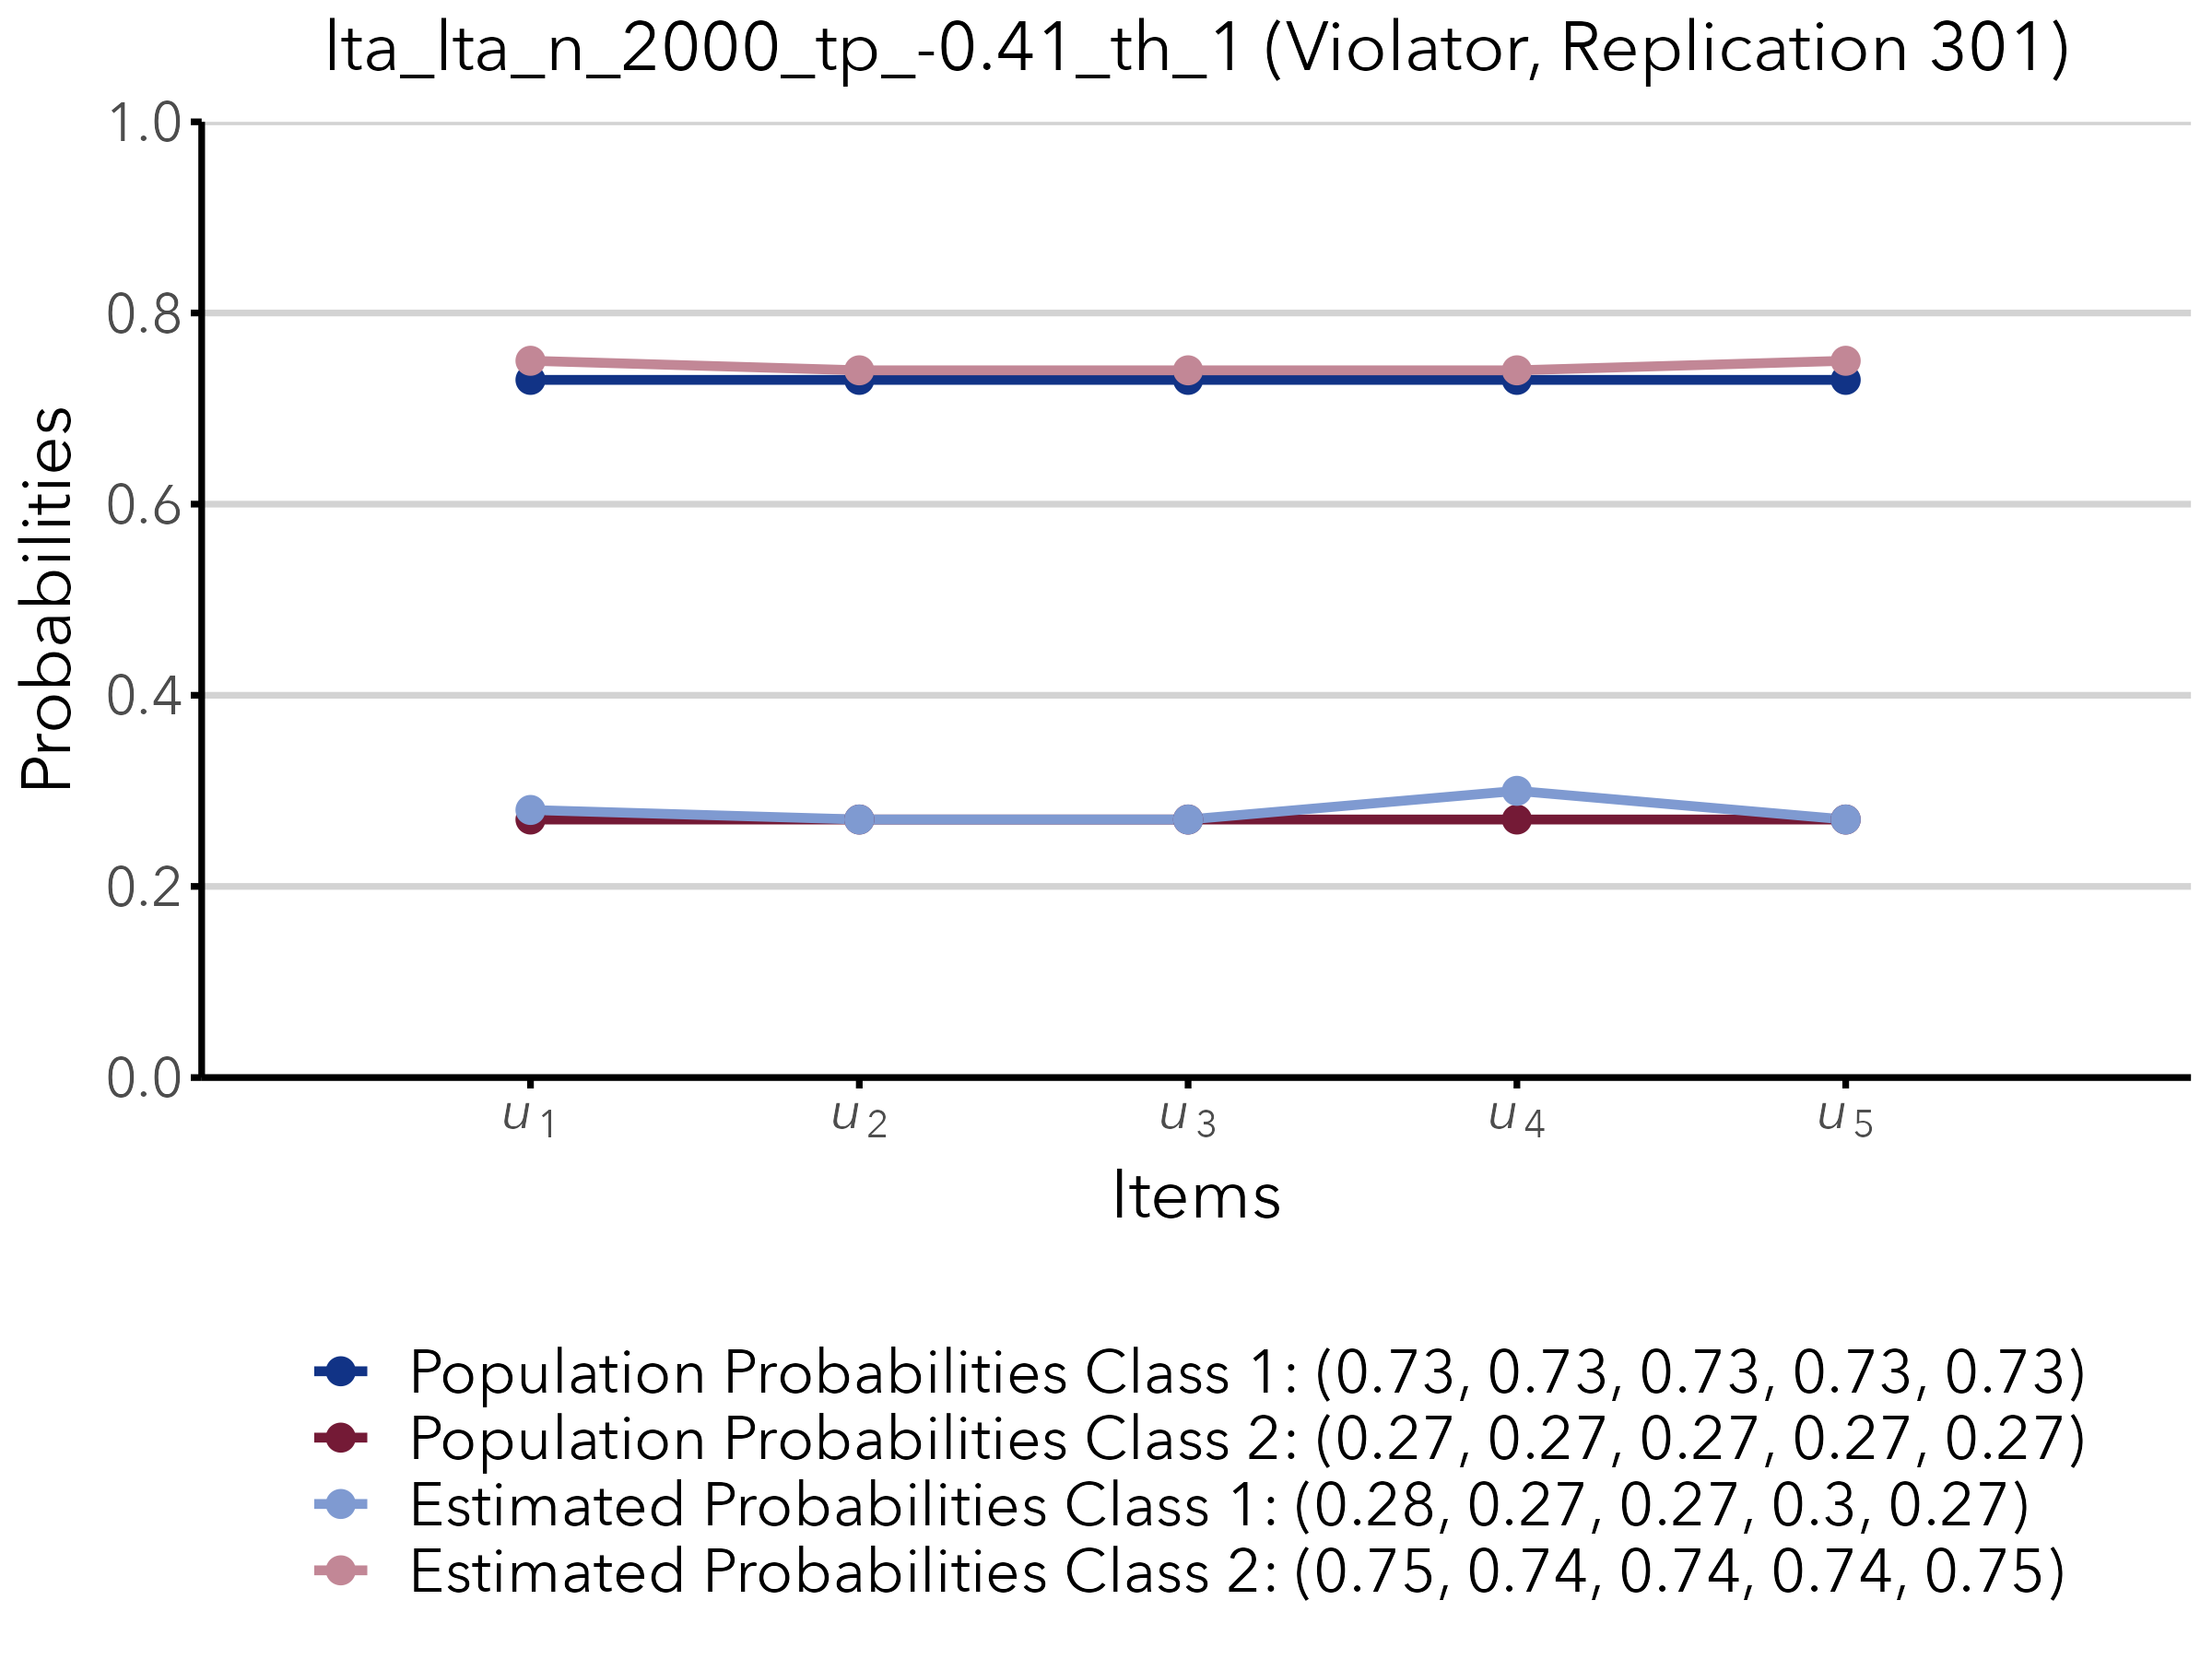 lta_lta_n_2000_tp_-0.41_th_1 (Violator, Replication 301)
1.0
0.8
0.6
0.4
0.2
0.0
Probabilities
u1
u2
u3
u4
u5
Items
Population Probabilities Class 1: (0.73, 0.73, 0.73, 0.73, 0.73)
Population Probabilities Class 2: (0.27, 0.27, 0.27, 0.27, 0.27)
Estimated Probabilities Class 1: (0.28, 0.27, 0.27, 0.3, 0.27)
Estimated Probabilities Class 2: (0.75, 0.74, 0.74, 0.74, 0.75)